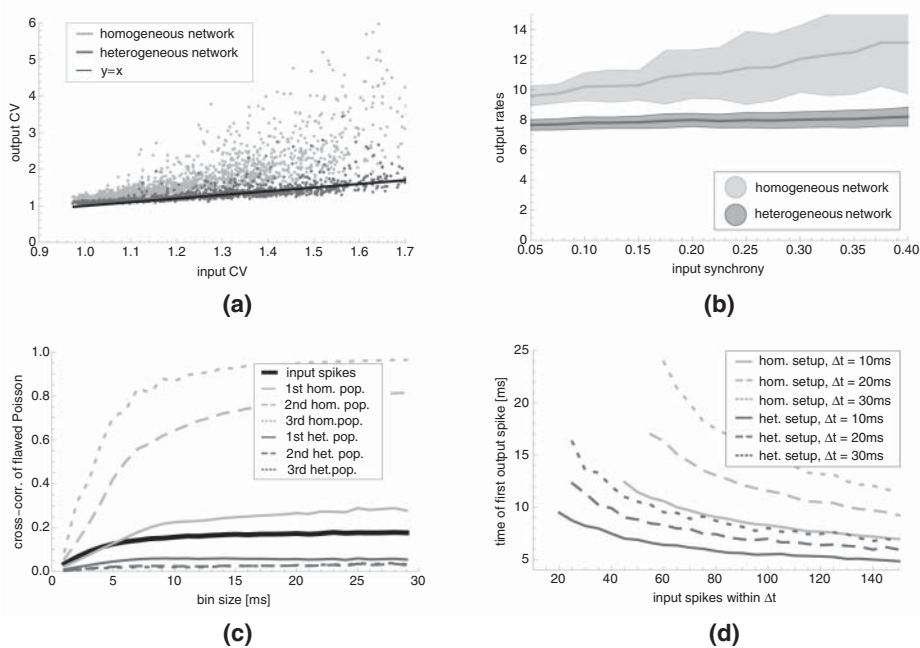 6
5
4
3
2
1
0
output CV
0.9
1.0
1.1
1.2
1.3
1.4
1.5
1.6
1.7
input CV
homogeneous network
heterogeneous network
y=x
(a)
14
12
10
8
6
4
2
0
output rates
0.05
0.10
0.15
0.20
0.25
0.30
0.35
0.40
input synchrony
homogeneous network
heterogeneous network
(b)
1.0
0.8
0.6
0.4
0.2
0.0
cross−corr. of flawed Poisson
0
5
10
15
20
25
30
bin size [ms]
input spikes
1st hom. pop.
2nd hom. pop.
3rd hom.pop.
1st het. pop.
2nd het. pop.
3rd het.pop.
(c)
25
20
15
10
5
time of first output spike [ms]
20
40
60
80
100
120
140
input spikes within Δt
hom. setup, Δt = 10ms
hom. setup, Δt = 20ms
hom. setup, Δt = 30ms
het. setup, Δt = 10ms
het. setup, Δt = 20ms
het. setup, Δt = 30ms
(d)